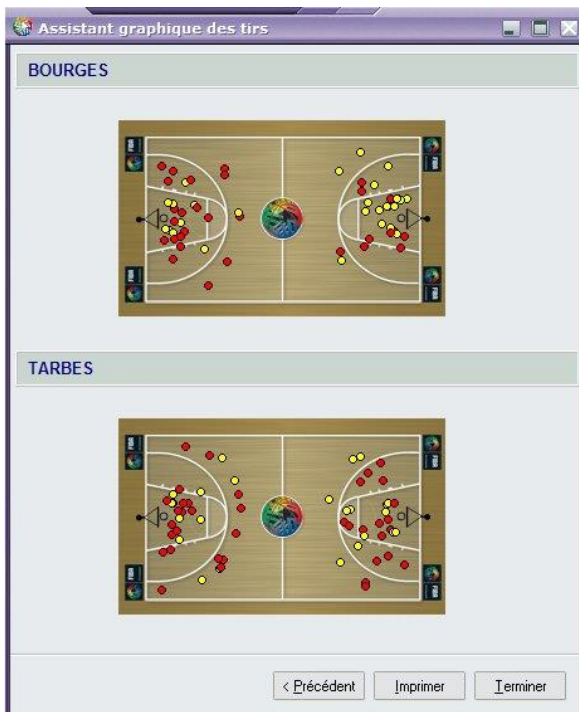 Assistant graphique des tirs
BOURGES
TARBES
< Précédent
Imprimer
Terminer